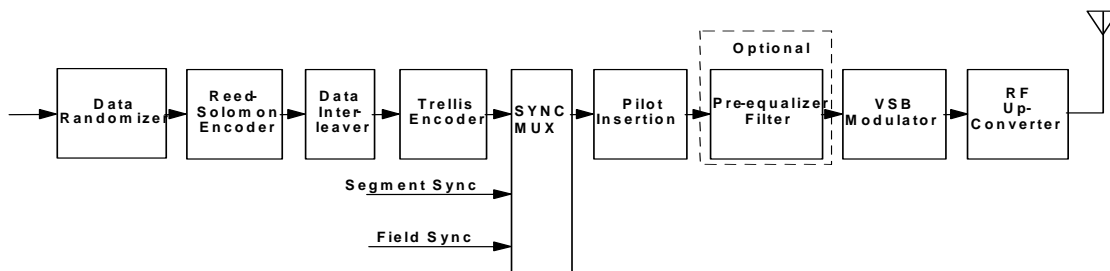 Optional
Data
Randomizer
Reed-
Solomon
Encoder
Data
Inter-
leaver
Trellis
Encoder
SYNC
MUX
Pilot
Insertion
Pre-equalizer
Filter
VSB
Modulator
RF
Up-
Converter
Segment Sync
Field Sync